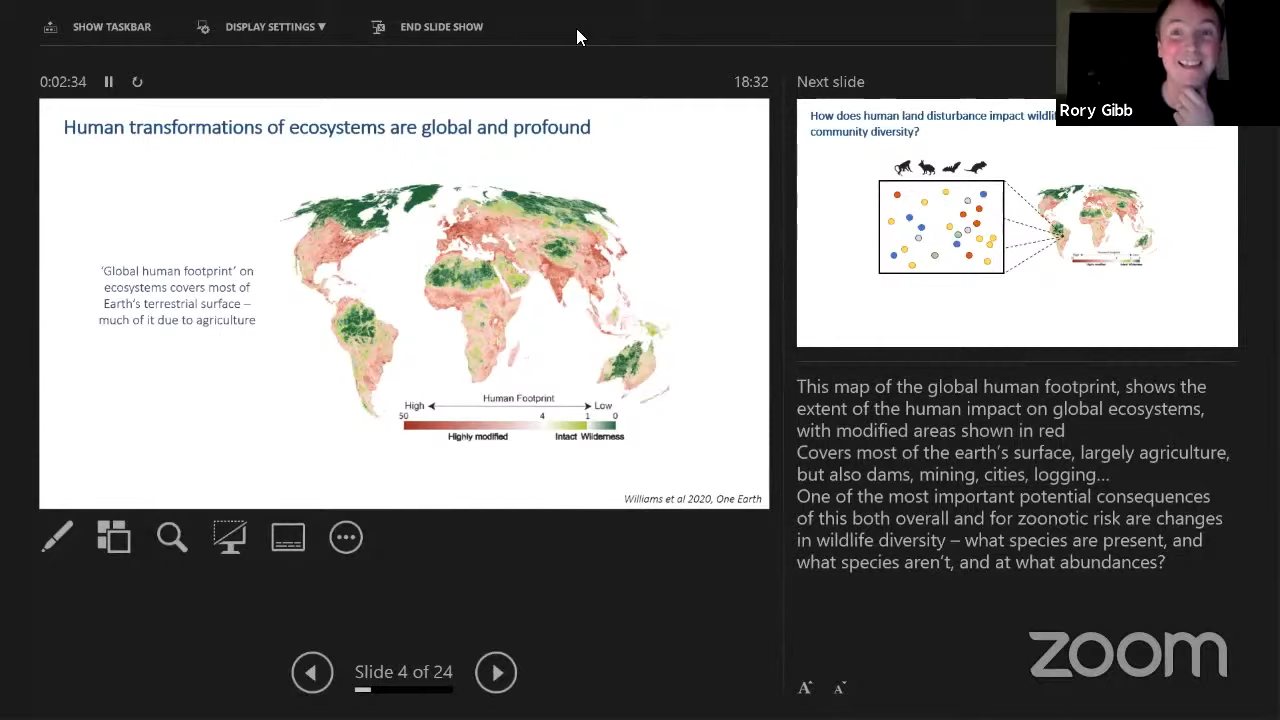 SHOW TASKBAR
DISPLAY SETTINGS ▼
END SLIDE SHOW
0:02:34
18:32
Human transformations of ecosystems are global and profound
'Global human footprint' on
ecosystems covers most of
Earth's terrestrial surface –
much of it due to agriculture
Human Footprint
High
Low
50
4
1
0
Highly modified
Intact
Wilderness
Williams et al 2020, One Earth
Slide 4 of 24
Next slide
Rory Gibb
How does human land disturbance impact
community diversity?
Human Footprint
This map of the global human footprint, shows the
extent of the human impact on global ecosystems,
with modified areas shown in red
Covers most of the earth's surface, largely agriculture,
but also dams, mining, cities, logging...
One of the most important potential consequences
of this both overall and for zoonotic risk are changes
in wildlife diversity – what species are present, and
what species aren't, and at what abundances?
A
A
zoom